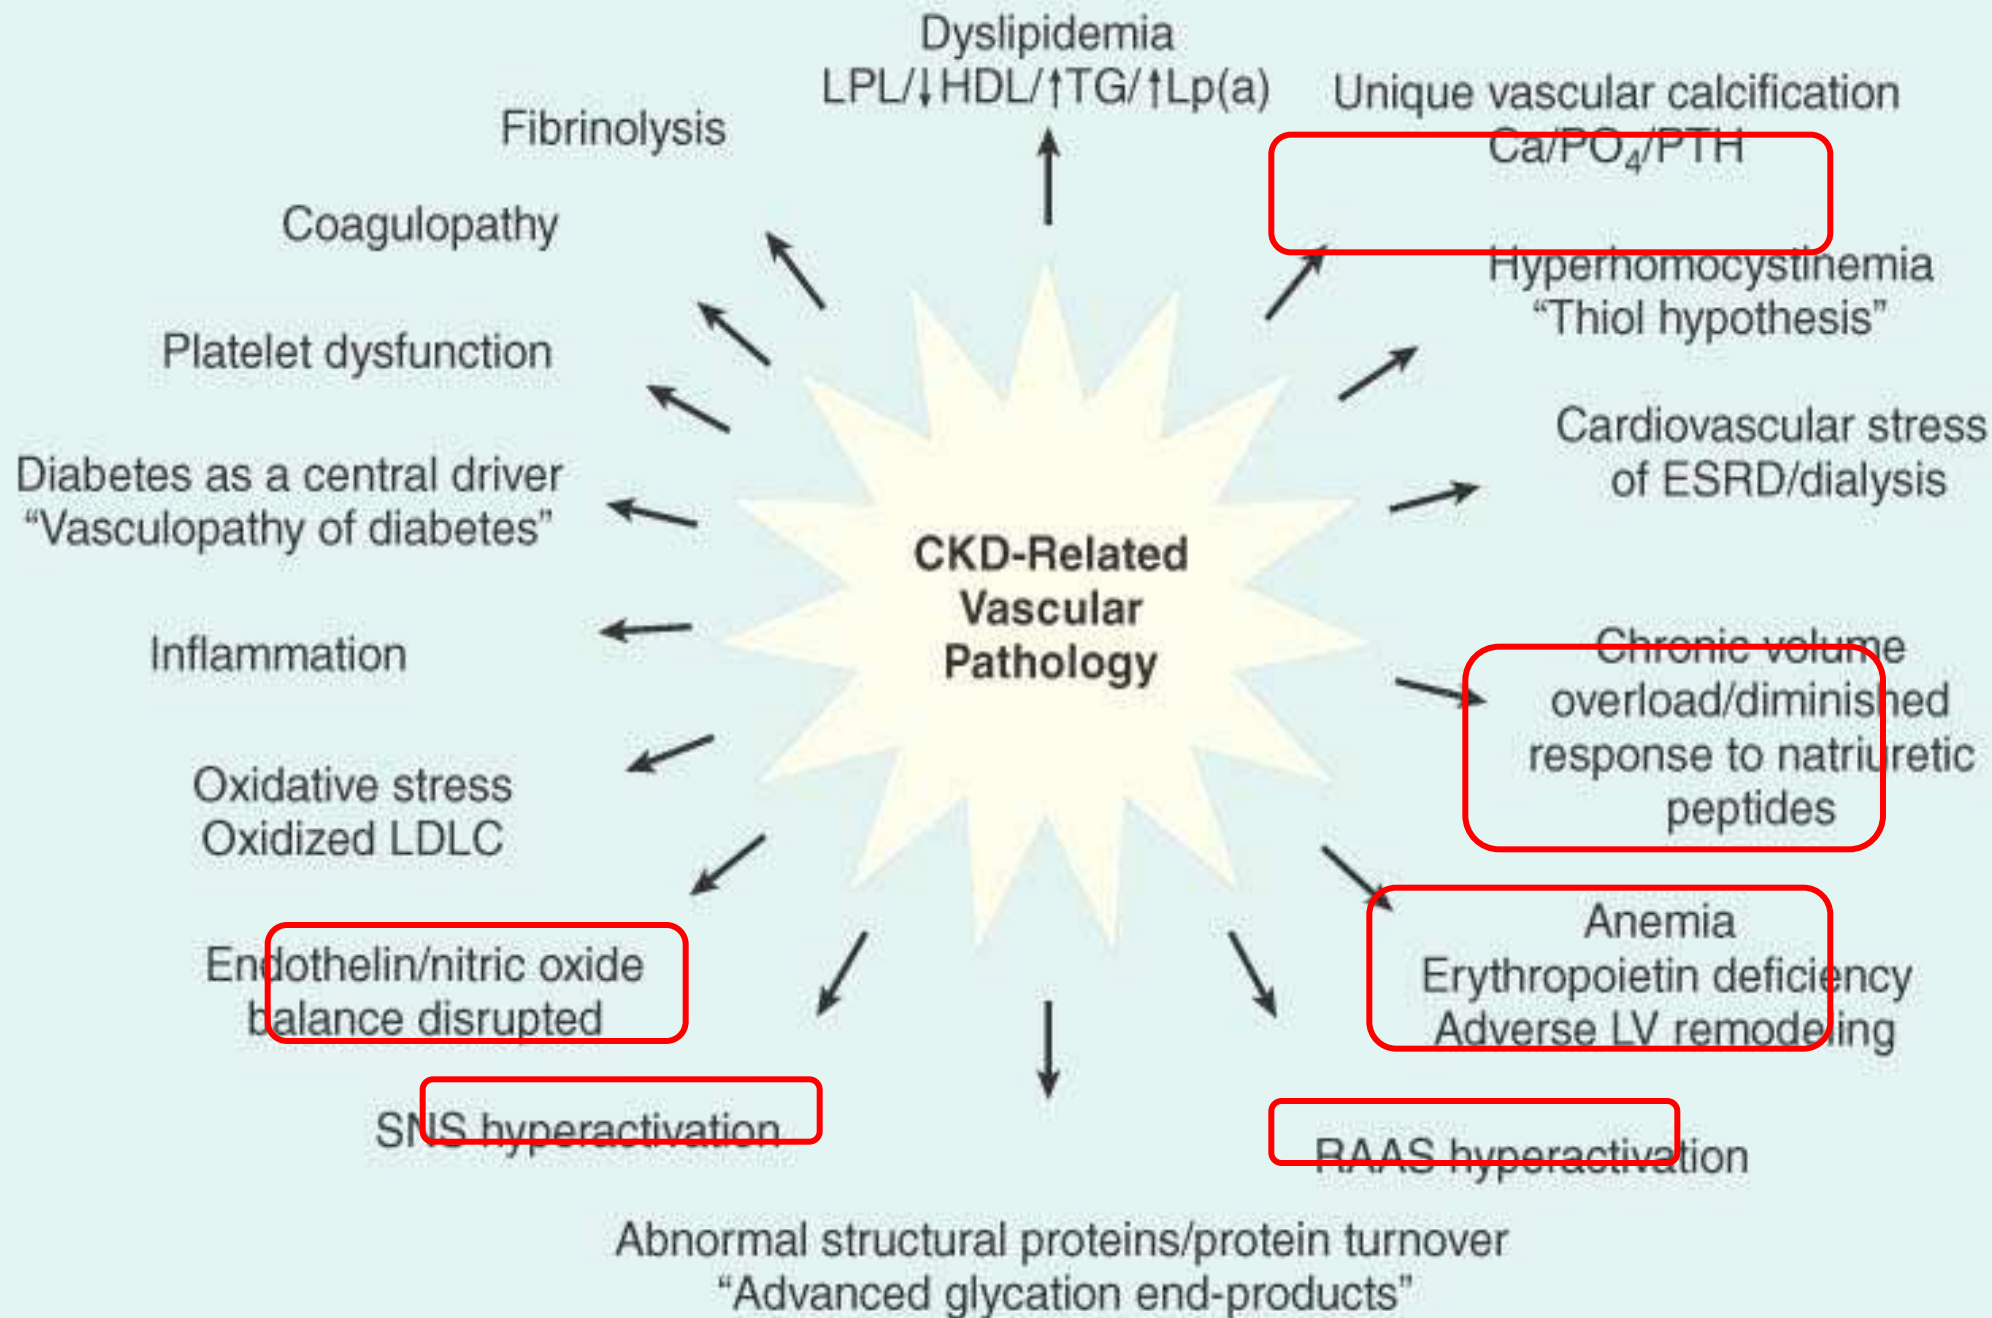 Dyslipidemia
LPL/↓HDL/↑TG/↑Lp(a)
Unique vascular calcification
Ca/PO₄/PTH
Hyperhomocystinemia
“Thiol hypothesis”
Cardiovascular stress
of ESRD/dialysis
Chronic volume
overload/diminished
response to natriuretic
peptides
Anemia
Erythropoietin deficiency
Adverse LV remodeling
RAAS hyperactivation
Abnormal structural proteins/protein turnover
“Advanced glycation end-products”
SNS hyperactivation
Endothelin/nitric oxide
balance disrupted
Oxidative stress
Oxidized LDLC
Inflammation
Diabetes as a central driver
“Vasculopathy of diabetes”
Platelet dysfunction
Coagulopathy
Fibrinolysis
CKD-Related
Vascular
Pathology